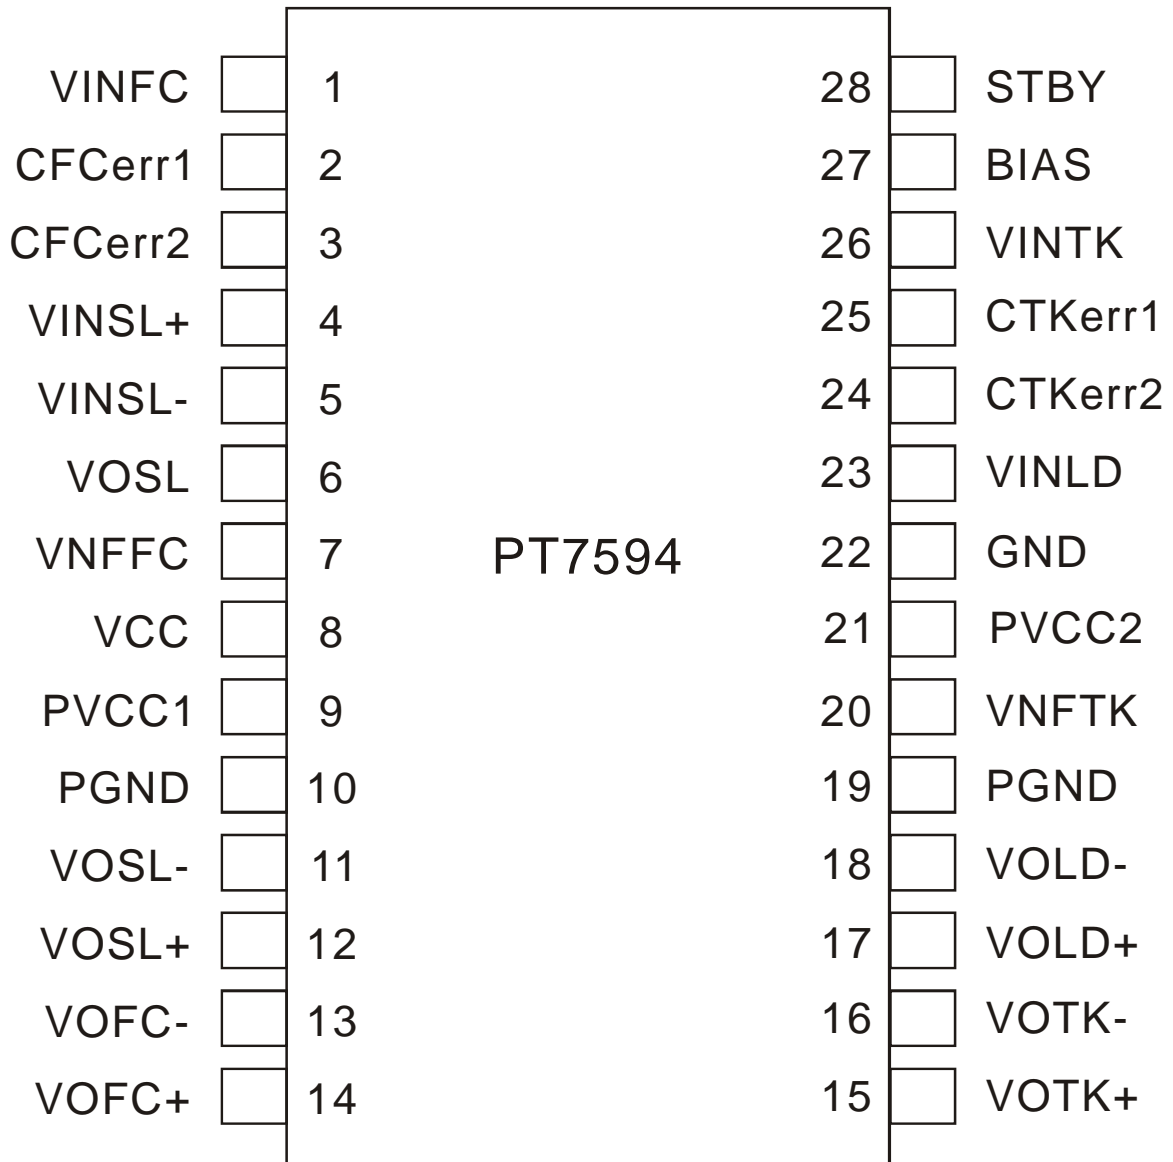 VINFC 1 28 STBY
CFCerr1 2 27 BIAS
CFCerr2 3 26 VINTK
VINSL+ 4 25 CTKerr1
VINSL- 5 24 CTKerr2
VOSL 6 23 VINLD
VNFFC 7 PT7594 22 GND
VCC 8 21 PVCC2
PVCC1 9 20 VNFTK
PGND 10 19 PGND
VOSL- 11 18 VOLD-
VOSL+ 12 17 VOLD+
VOFC- 13 16 VOTK-
VOFC+ 14 15 VOTK+